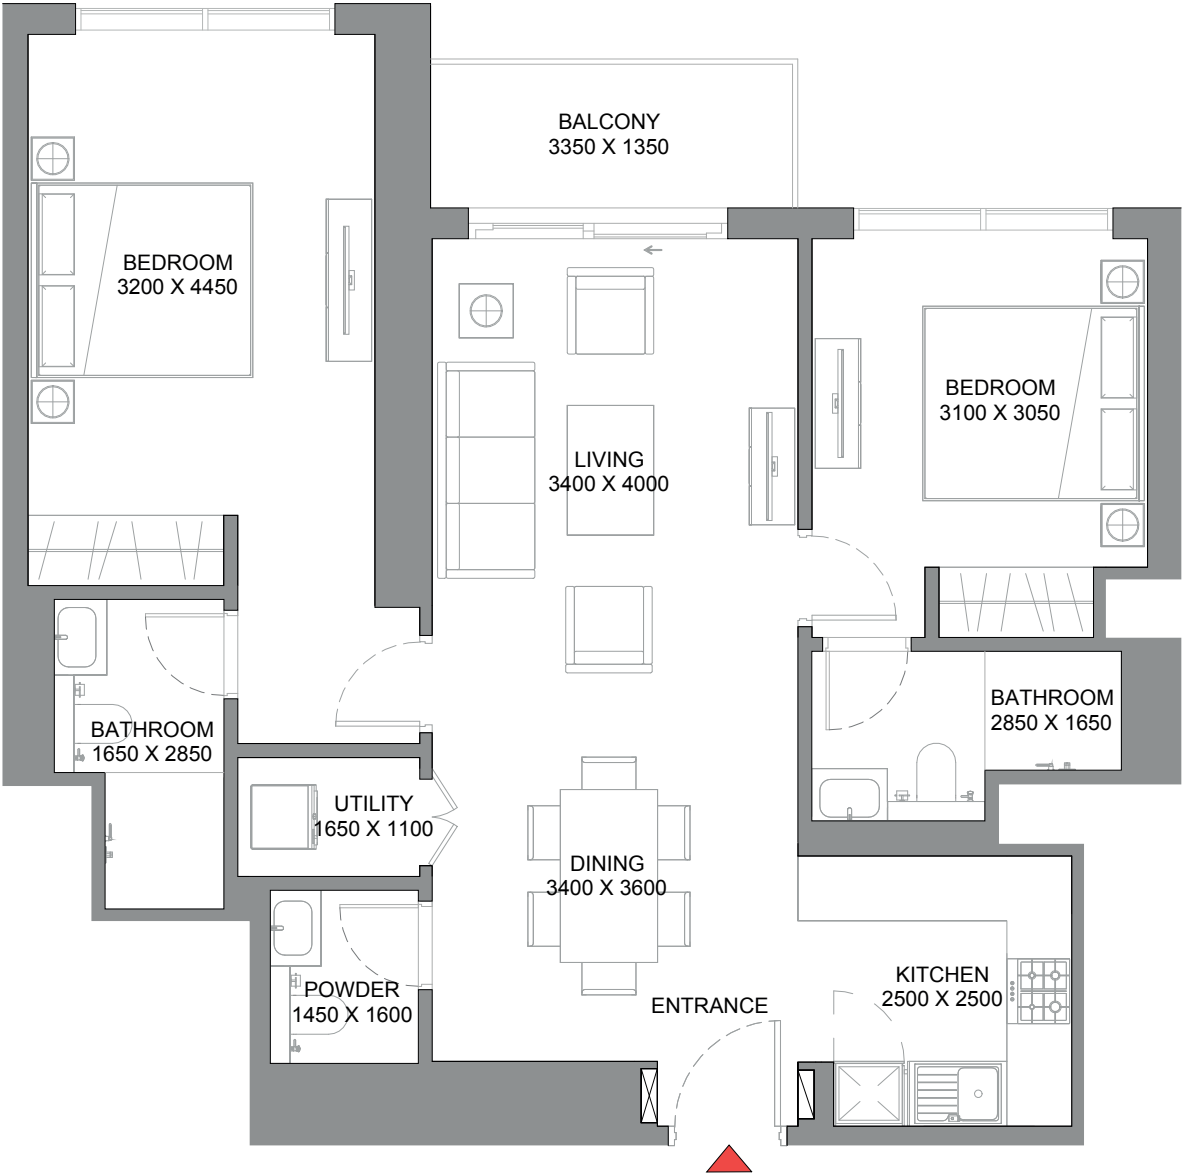 BALCONY
3350 X 1350
BEDROOM
3200 X 4450
BEDROOM
3100 X 3050
LIVING
3400 X 4000
BATHROOM
2850 X 1650
BATHROOM
1650 X 2850
UTILITY
1650 X 1100
DINING
3400 X 3600
KITCHEN
2500 X 2500
POWDER
1450 X 1600
ENTRANCE